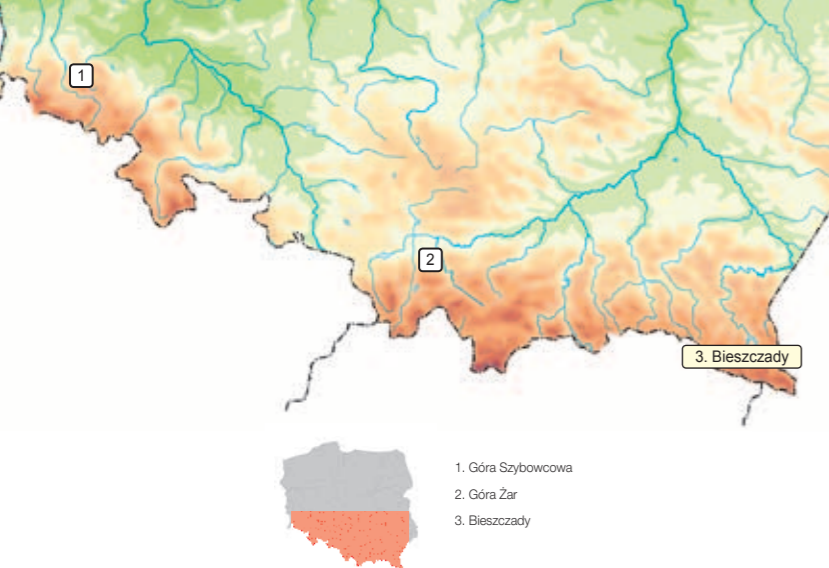 1
2
3. Bieszczady
1. Góra Szybowcowa
2. Góra Żar
3. Bieszczady